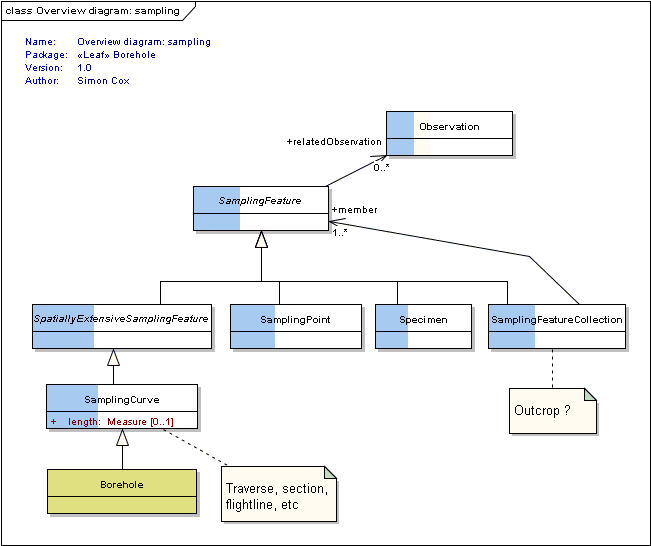 class Overview diagram: sampling
Name: Overview diagram: sampling
Package: «Leaf» Borehole
Version: 1.0
Author: Simon Cox
Observation
+relatedObservation
0..*
SamplingFeature
+member
1..*
SpatiallyExtensiveSamplingFeature
SamplingPoint
Specimen
SamplingFeatureCollection
SamplingCurve
+ length: Measure [0..1]
Outcrop ?
Borehole
Traverse, section,
flightline, etc